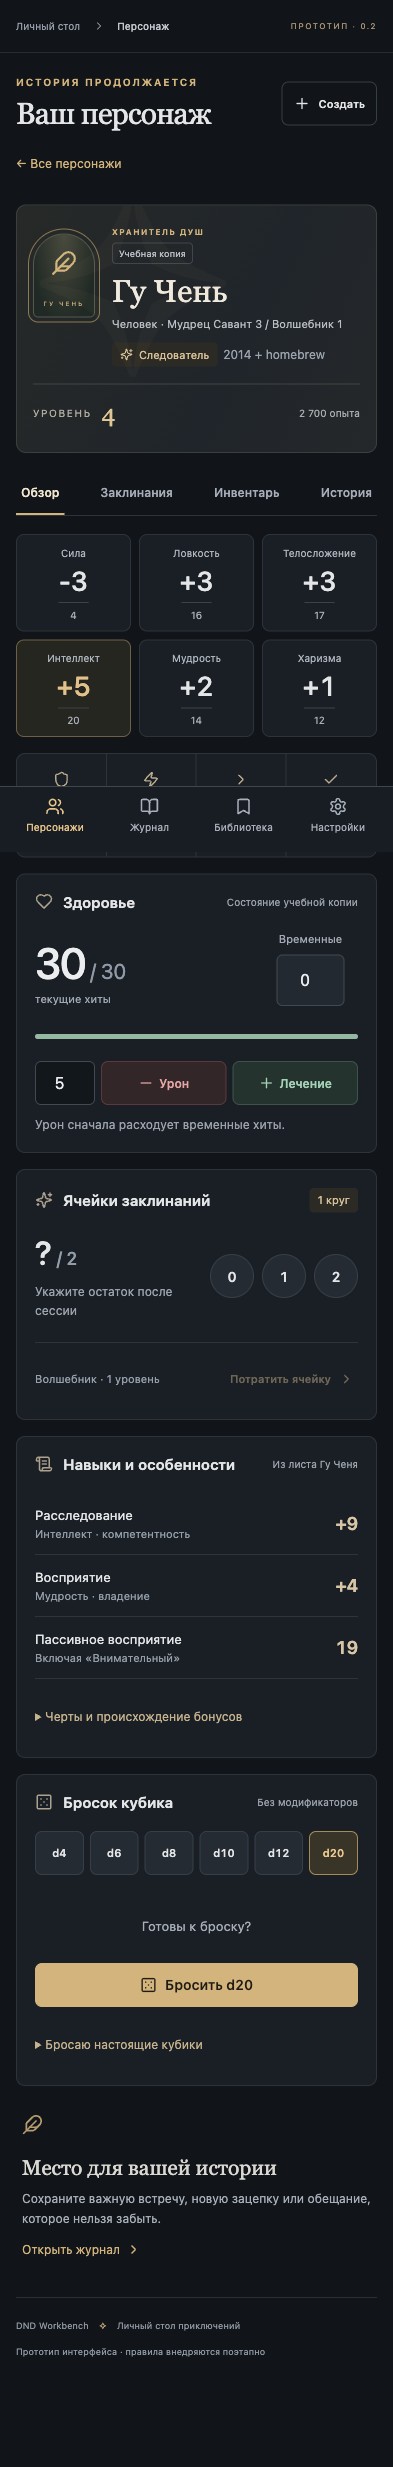 Личный стол > Персонаж ПРОТОТИП · 0.2
ИСТОРИЯ ПРОДОЛЖАЕТСЯ
Ваш персонаж
+ Создать
← Все персонажи
ХРАНИТЕЛЬ ДУШ
Учебная копия
ГУ ЧЕНЬ
Гу Чень
Человек · Мудрец Савант 3 / Волшебник 1
Следователь 2014 + homebrew
УРОВЕНЬ 4 2 700 опыта
Обзор Заклинания Инвентарь История
Сила Ловкость Телосложение
-3 +3 +3
4 16 17
Интеллект Мудрость Харизма
+5 +2 +1
20 14 12
Персонажи Журнал Библиотека Настройки
Здоровье Состояние учебной копии
Временные
30 / 30 0
текущие хиты
5 — Урон + Лечение
Урон сначала расходует временные хиты.
Ячейки заклинаний 1 круг
? / 2 0 1 2
Укажите остаток после
сессии
Волшебник · 1 уровень Потратить ячейку >
Навыки и особенности Из листа Гу Ченя
Расследование +9
Интеллект · компетентность
Восприятие +4
Мудрость · владение
Пассивное восприятие 19
Включая «Внимательный»
▶ Черты и происхождение бонусов
Бросок кубика Без модификаторов
d4 d6 d8 d10 d12 d20
Готовы к броску?
Бросить d20
▶ Бросаю настоящие кубики
Место для вашей истории
Сохраните важную встречу, новую зацепку или обещание,
которое нельзя забыть.
Открыть журнал >
DND Workbench ✧ Личный стол приключений
Прототип интерфейса · правила внедряются поэтапно